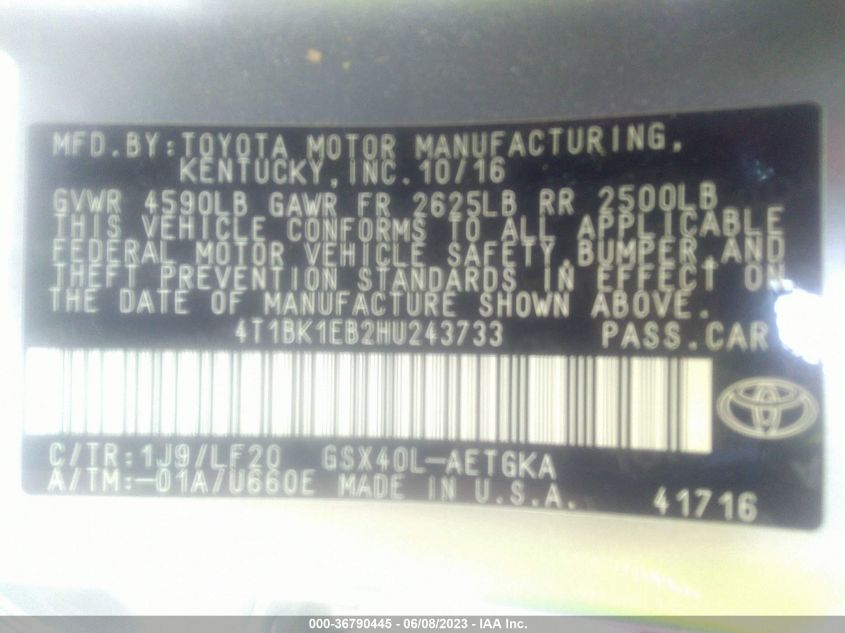 MFD.BY:TOYOTA MOTOR MANUFACTURING,
KENTUCKY,INC.10/16
GVWR 4590LB GAWR FR 2625LB RR 2500LB
THIS VEHICLE CONFORMS TO ALL APPLICABLE
FEDERAL MOTOR VEHICLE SAFETY,BUMPER,AND
THEFT PREVENTION STANDARDS IN EFFECT ON
THE DATE OF MANUFACTURE SHOWN ABOVE.
4T1BK1EB2HU243733 PASS.CAR
C/TR:1J9/LF20 GSX40L-AETGKA
A/TM:-01A/U660E MADE IN U.S.A. 41716
000-36790445 - 06/08/2023 - IAA Inc.